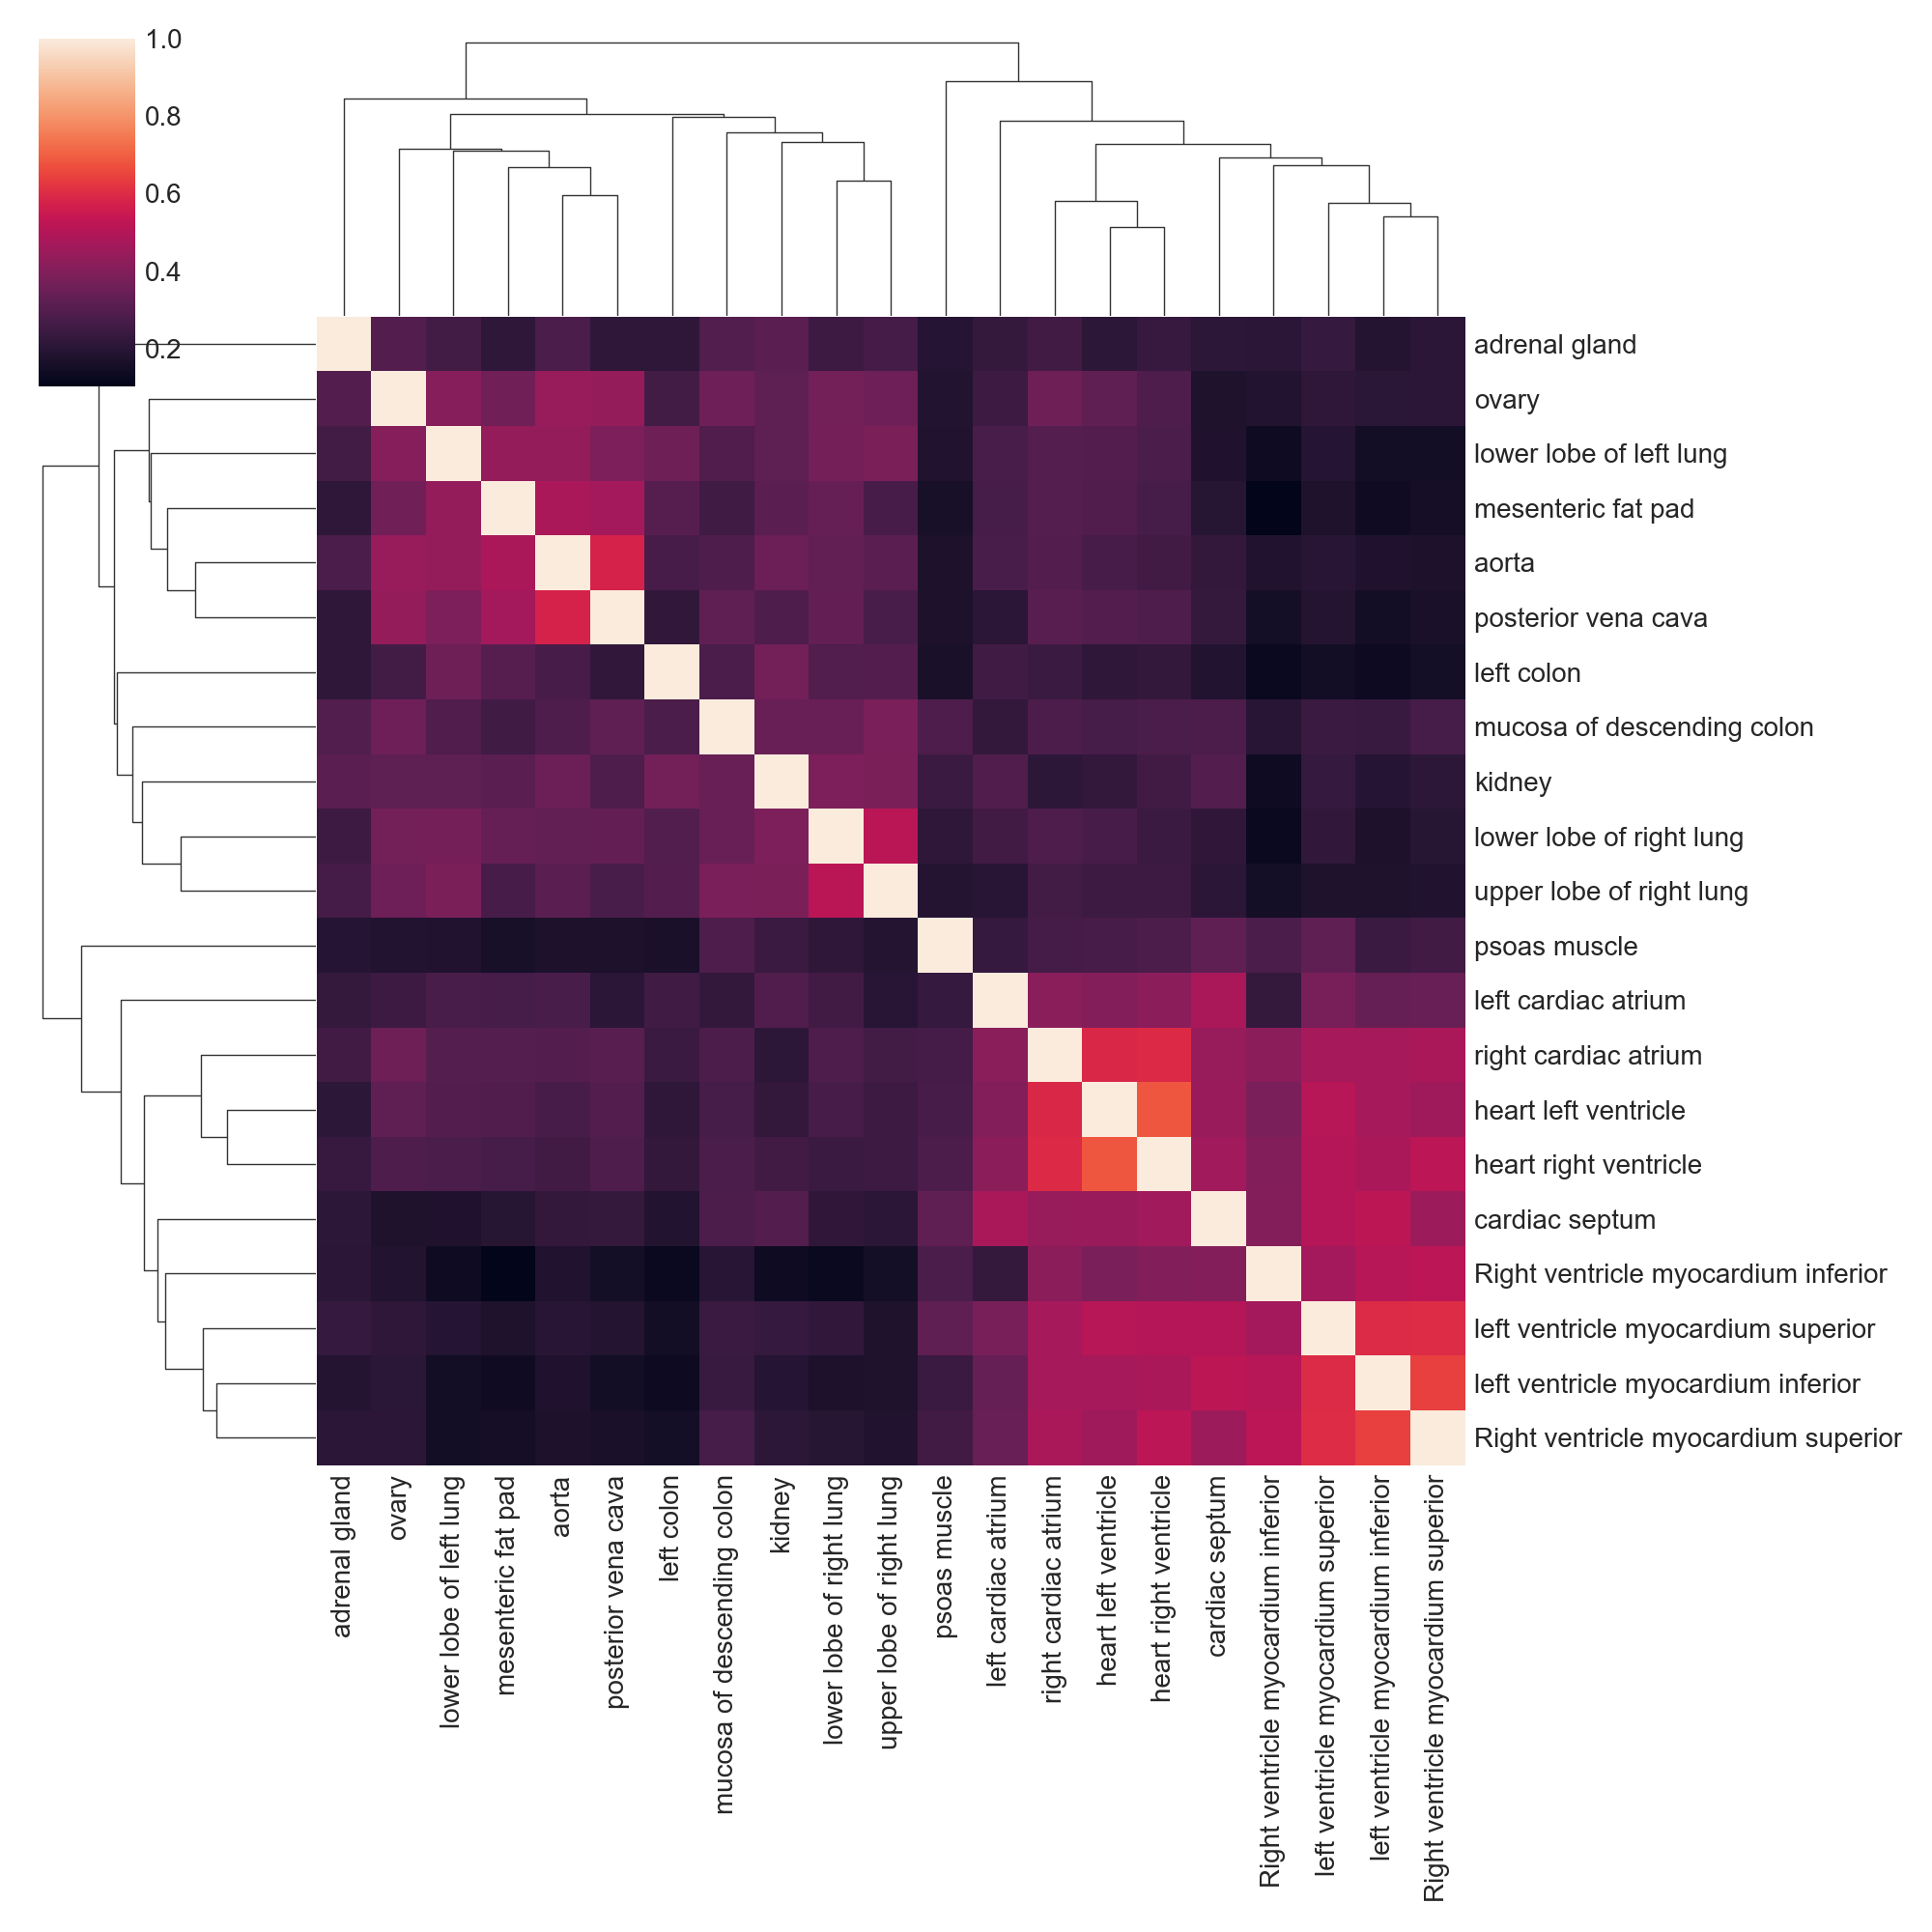 1.0
0.8
0.6
0.4
0.2
adrenal gland
ovary
lower lobe of left lung
mesenteric fat pad
aorta
posterior vena cava
left colon
mucosa of descending colon
kidney
lower lobe of right lung
upper lobe of right lung
psoas muscle
left cardiac atrium
right cardiac atrium
heart left ventricle
heart right ventricle
cardiac septum
Right ventricle myocardium inferior
left ventricle myocardium superior
left ventricle myocardium inferior
Right ventricle myocardium superior
adrenal gland
ovary
lower lobe of left lung
mesenteric fat pad
aorta
posterior vena cava
left colon
mucosa of descending colon
kidney
lower lobe of right lung
upper lobe of right lung
psoas muscle
left cardiac atrium
right cardiac atrium
heart left ventricle
heart right ventricle
cardiac septum
Right ventricle myocardium inferior
left ventricle myocardium superior
left ventricle myocardium inferior
Right ventricle myocardium superior